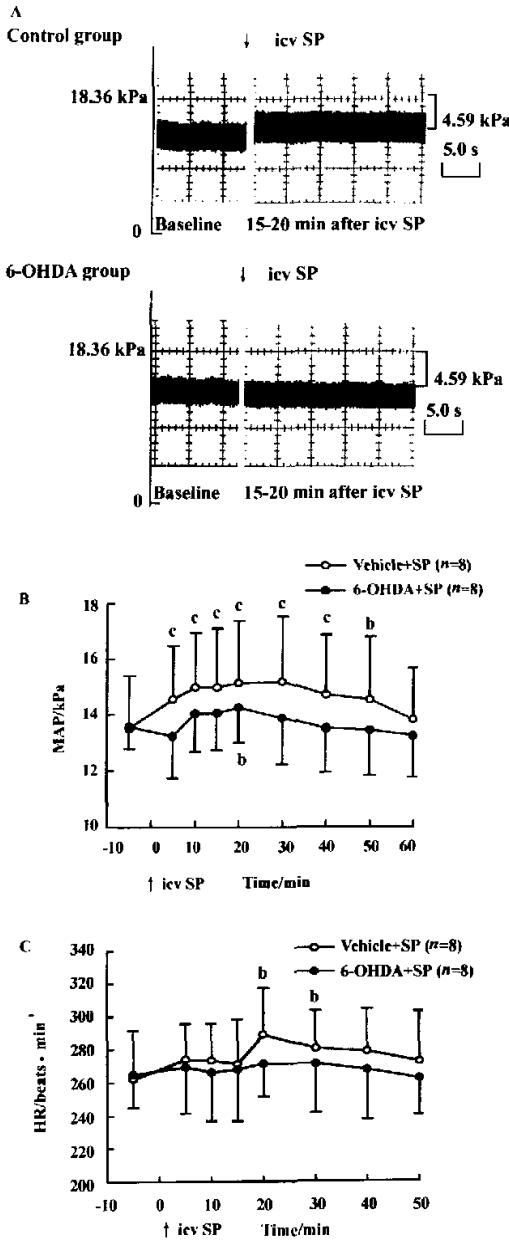 A
Control group ↓ icv SP
18.36 kPa
4.59 kPa
5.0 s
0 Baseline 15-20 min after icv SP
6-OHDA group ↓ icv SP
18.36 kPa
4.59 kPa
5.0 s
0 Baseline 15-20 min after icv SP
Vehicle+SP (n=8)
6-OHDA+SP (n=8)
B
18
16
14
13
12
10
MAP/kPa
c c c c c c b
b
-10 0 10 20 30 40 50 60
↑ icv SP Time/min
C
Vehicle+SP (n=8)
6-OHDA+SP (n=8)
340
320
300
280
260
240
220
200
HR/beats · min'
b b
-10 0 10 20 30 40 50
↑ icv SP Time/min